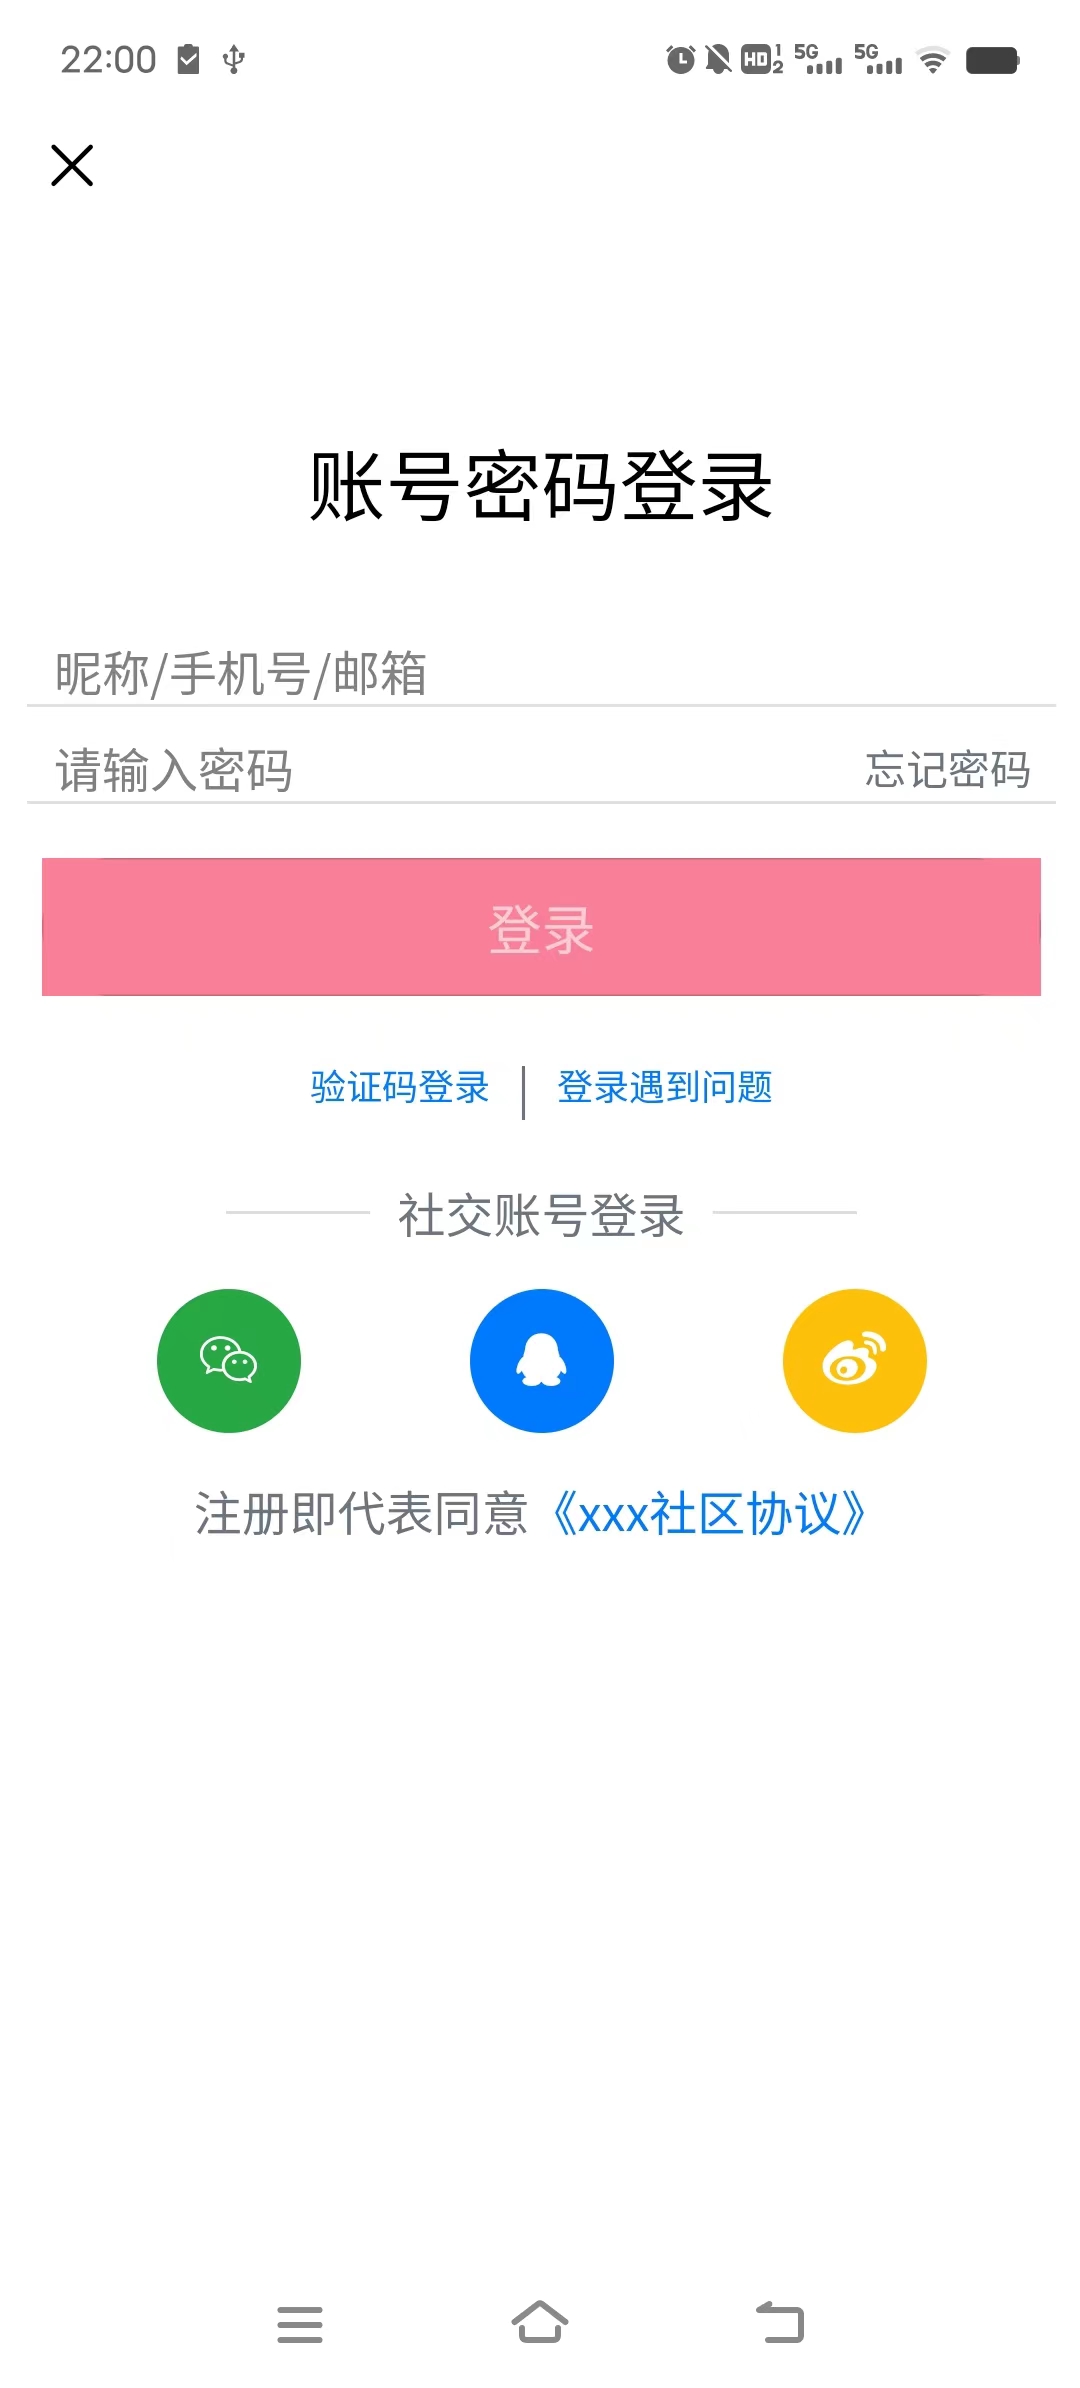 22:00 HD 1 2 5G 5G
账号密码登录
昵称/手机号/邮箱
请输入密码 忘记密码
登录
验证码登录 | 登录遇到问题
社交账号登录
注册即代表同意《xxx社区协议》